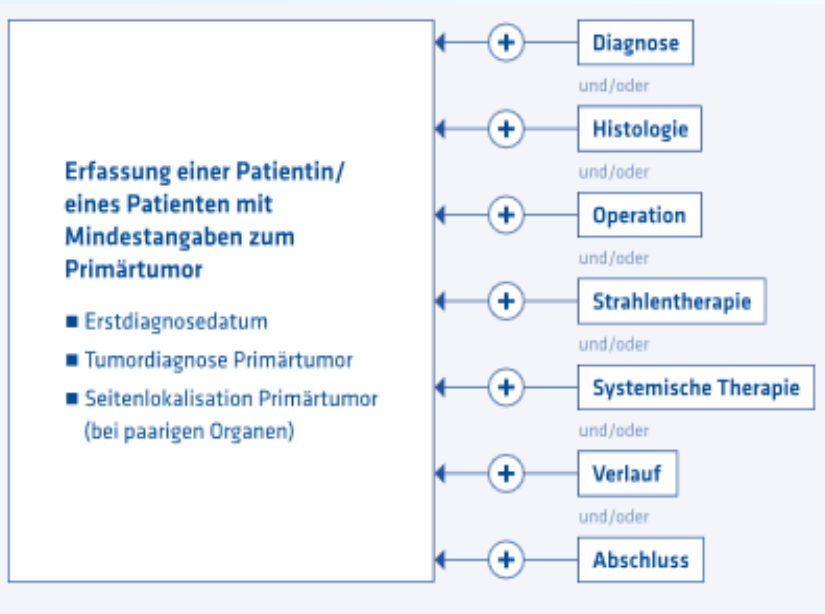 Erfassung einer Patientin/
eines Patienten mit
Mindestangaben zum
Primärtumor
Erstdiagnosedatum
Tumordiagnose Primärtumor
Seitenlokalisation Primärtumor
(bei paarigen Organen)
Diagnose
und/oder
Histologie
und/oder
Operation
und/oder
Strahlentherapie
und/oder
Systemische Therapie
und/oder
Verlauf
und/oder
Abschluss